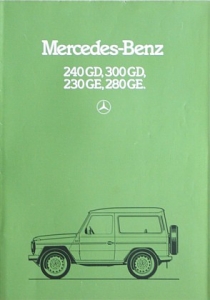 Mercedes-Benz
240 GD, 300 GD,
230 GE, 280 GE.